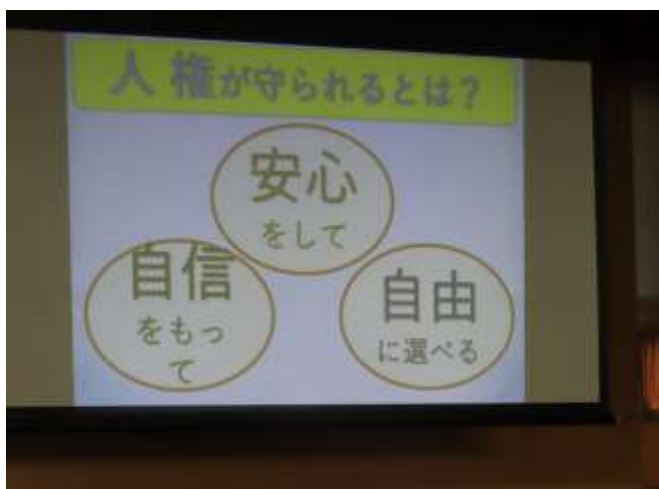 人権が守られるとは？
安心
をして
自信
をもっ
て
自由
に選べる